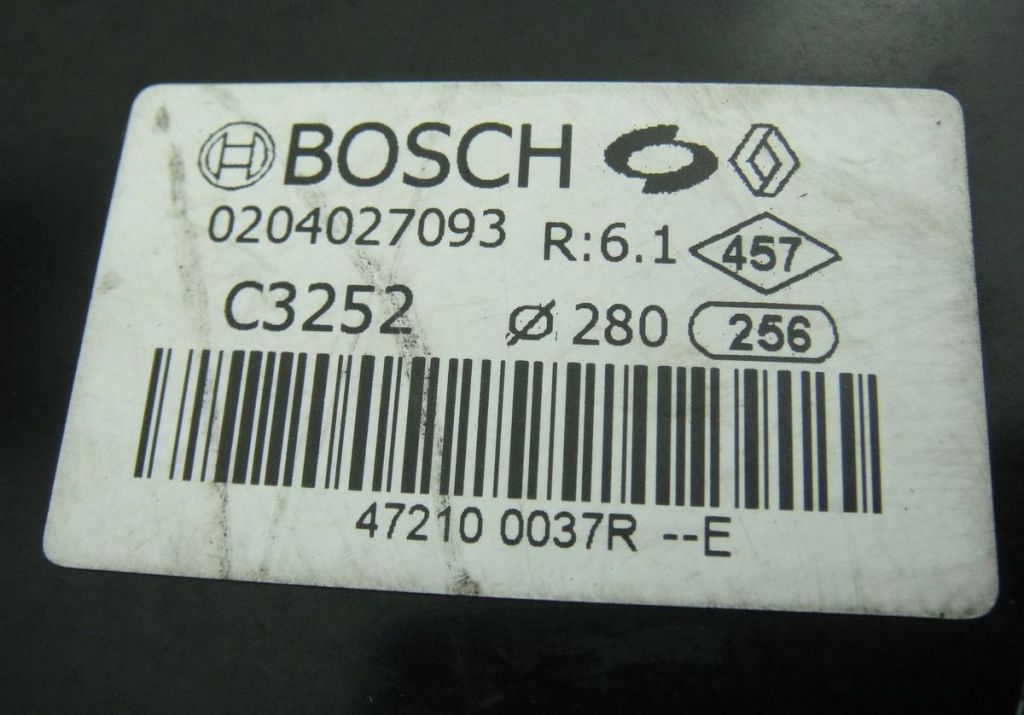 BOSCH
0204027093 R:6.1 457
C3252 Ø 280 256
47210 0037R --E